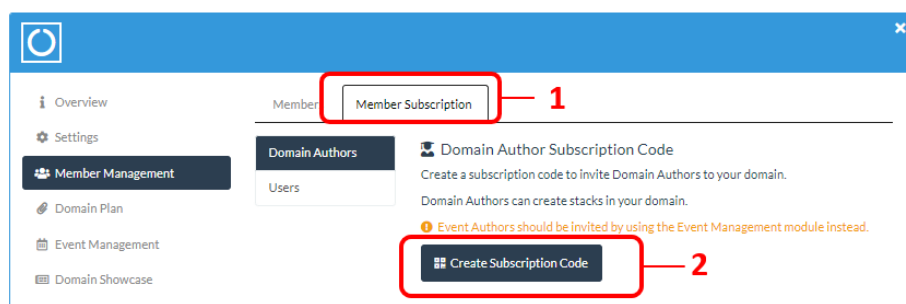 ×
Overview
Settings
Member Management
Domain Plan
Event Management
Domain Showcase
Member
Member Subscription
1
Domain Authors
Users
Domain Author Subscription Code
Create a subscription code to invite Domain Authors to your domain.
Domain Authors can create stacks in your domain.
Event Authors should be invited by using the Event Management module instead.
Create Subscription Code
2